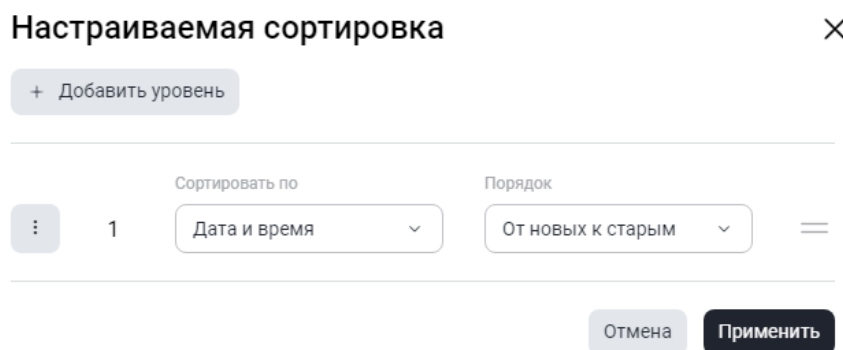 Настраиваемая сортировка
+ Добавить уровень
Сортировать по Порядок
1 Дата и время От новых к старым
Отмена Применить